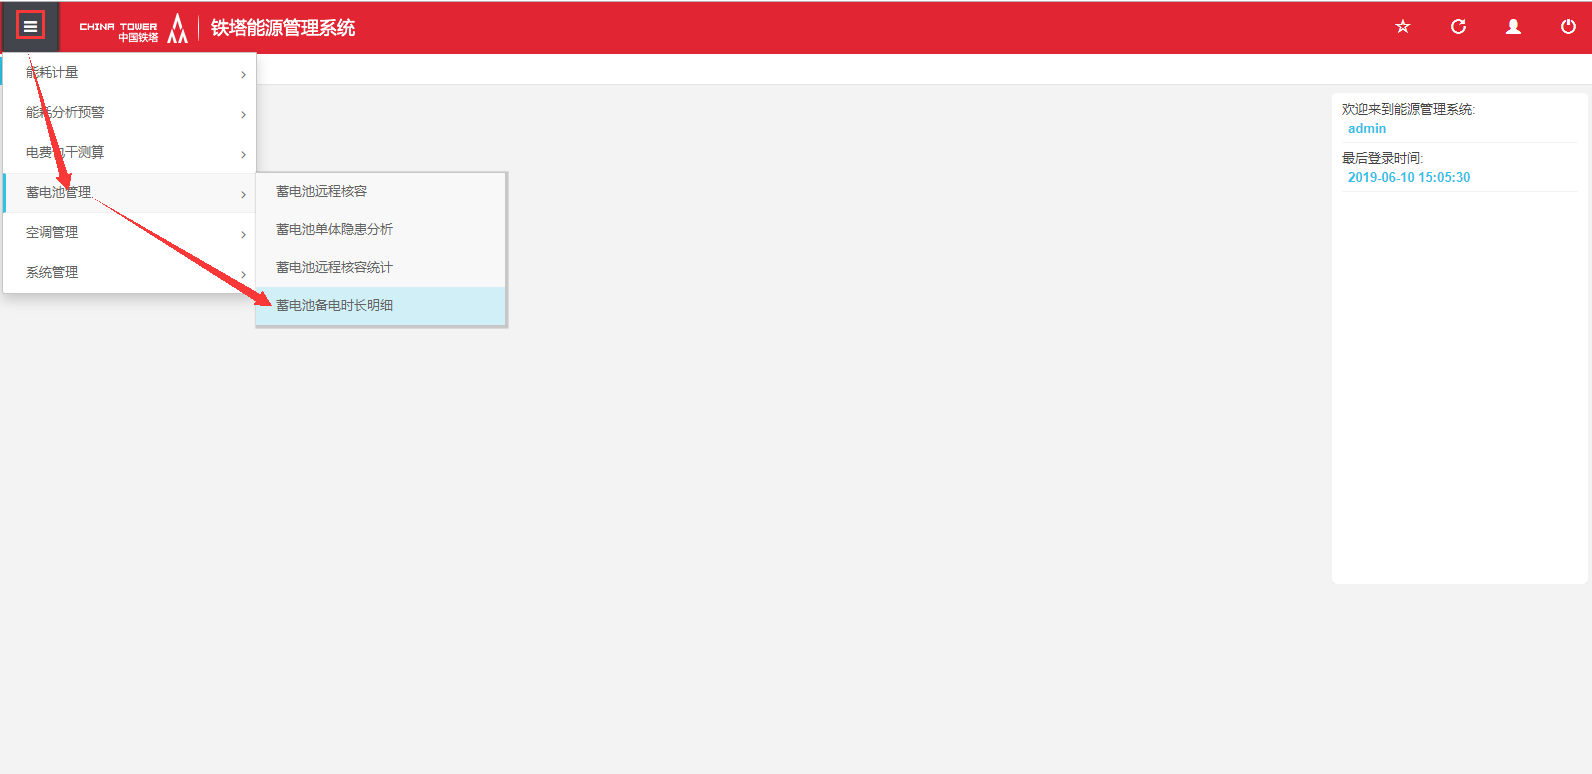 CHINA TOWER
中国铁塔
铁塔能源管理系统
能耗计量
能耗分析预警
电费包干测算
蓄电池管理
空调管理
系统管理
蓄电池远程核容
蓄电池单体隐患分析
蓄电池远程核容统计
蓄电池备电时长明细
欢迎来到能源管理系统:
admin
最后登录时间:
2019-06-10 15:05:30